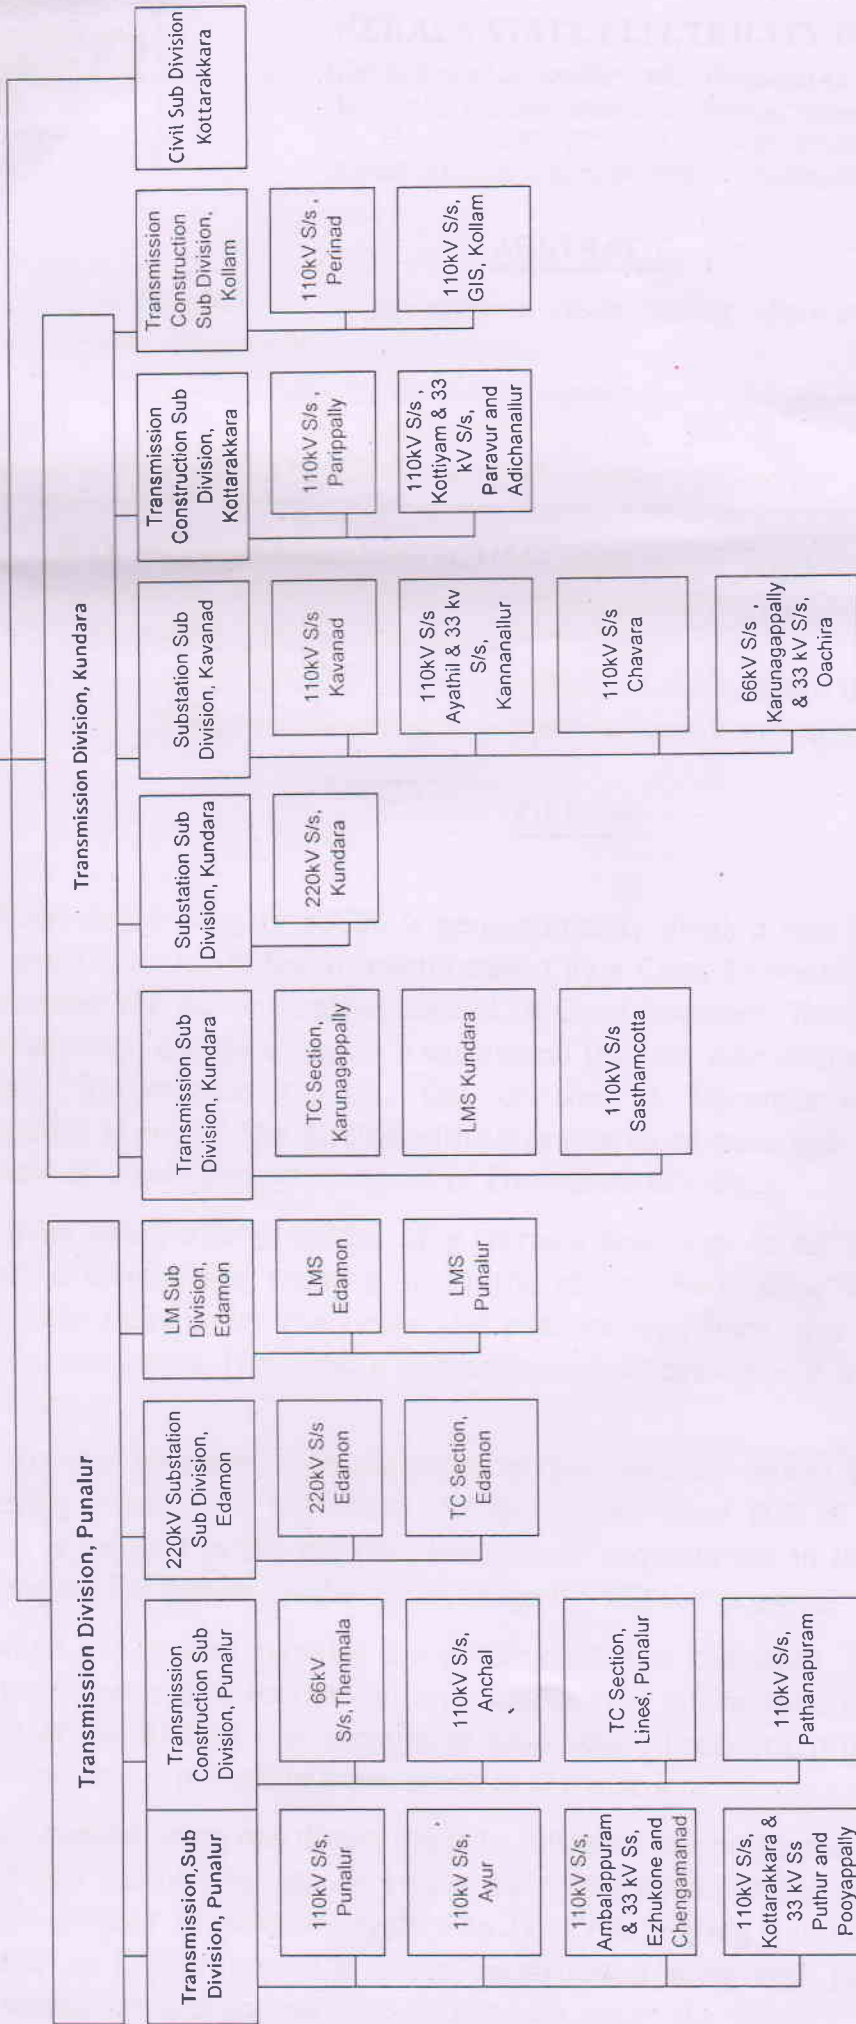 Transmission Division, Punalur
Transmission Division, Kundara
Transmission,Sub
Division, Punalur
Transmission
Construction Sub
Division, Punalur
220kV Substation
Sub Division,
Edamon
LM Sub
Division,
Edamon
Transmission Sub
Division, Kundara
Substation Sub
Division, Kundara
Substation Sub
Division, Kavanad
Transmission
Construction Sub
Division,
Kottarakkara
Transmission
Construction
Sub Division,
Kollam
Civil Sub Division
Kottarakkara
110kV S/s,
Punalur
66kV
S/s,Thenmala
220kV S/s
Edamon
LMS
Edamon
TC Section,
Karunagappally
220kV S/s,
Kundara
110kV S/s
Kavanad
110kV S/s ,
Parippally
110kV S/s ,
Perinad
110kV S/s,
Ayur
110kV S/s,
Anchal
TC Section,
Edamon
LMS
Punalur
LMS Kundara
110kV S/s
Ayathil & 33 kv
S/s,
Kannanallur
110kV S/s ,
Kottiyam & 33
kV S/s,
Paravur and
Adichanallur
110kV S/s,
GIS, Kollam
110kV S/s,
Ambalappuram
& 33 kV Ss,
Ezhukone and
Chengamanad
TC Section,
Lines, Punalur
110kV S/s
Sasthamcotta
110kV S/s
Chavara
110kV S/s,
Kottarakkara &
33 kV Ss
Puthur and
Pooyappally
110kV S/s,
Pathanapuram
66kV S/s ,
Karunagappally
& 33 kV S/s,
Oachira